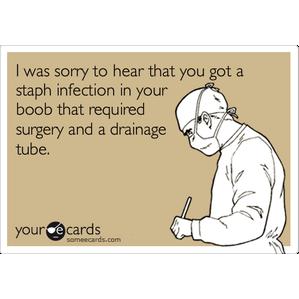 I was sorry to hear that you got a
staph infection in your
boob that required
surgery and a drainage
tube.
your e cards
someecards.com